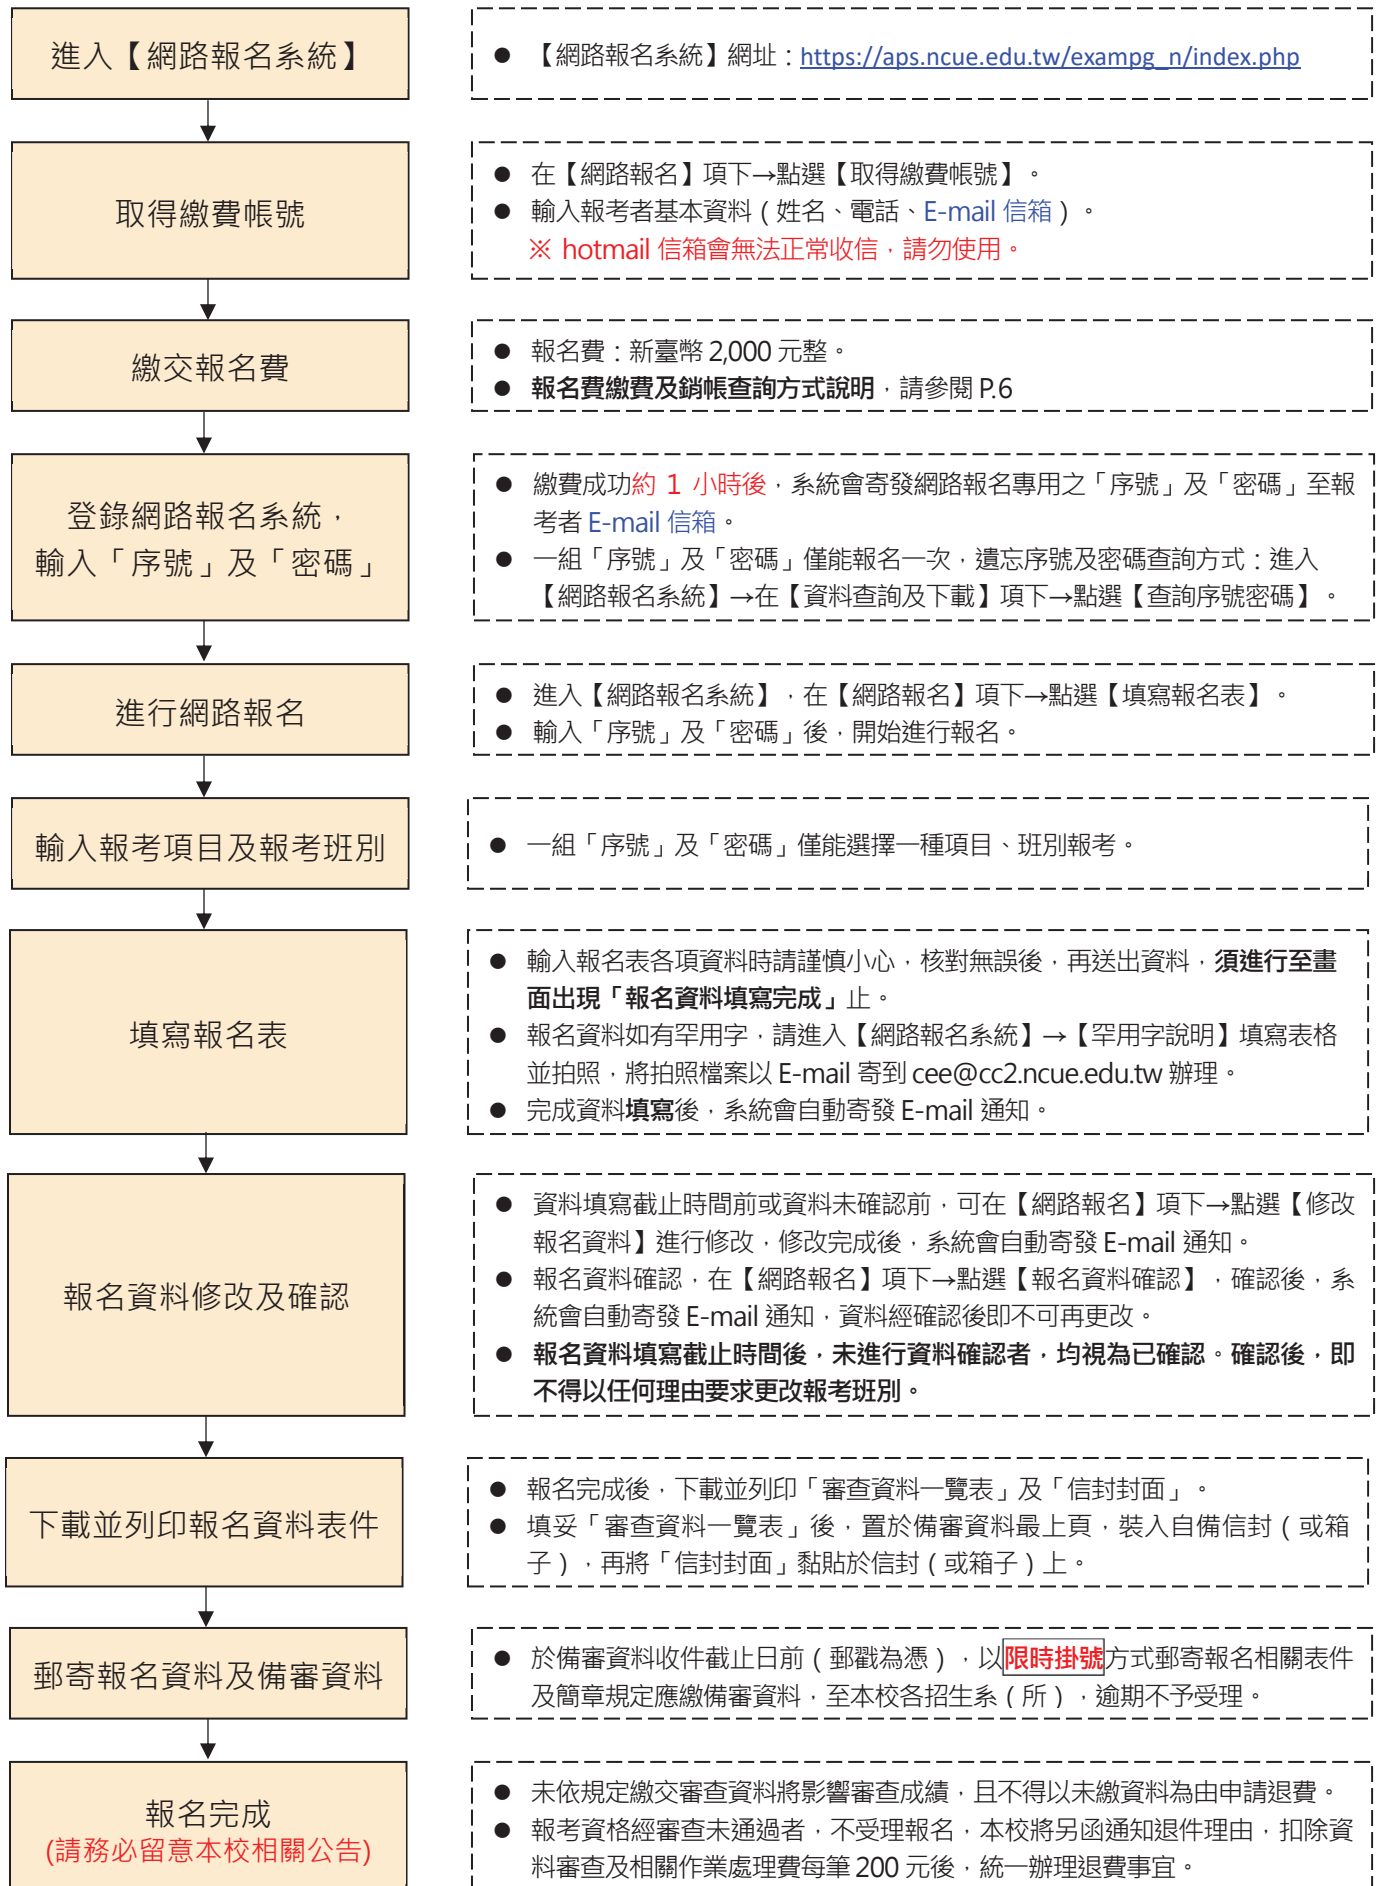 進入【網路報名系統】
● 【網路報名系統】網址：https://aps.ncue.edu.tw/exampg_n/index.php
取得繳費帳號
● 在【網路報名】項下→點選【取得繳費帳號】。
● 輸入報考者基本資料（姓名、電話、E-mail 信箱）。
※ hotmail 信箱會無法正常收信，請勿使用。
繳交報名費
● 報名費：新臺幣 2,000 元整。
● 報名費繳費及銷帳查詢方式說明，請參閱 P.6
登錄網路報名系統，
輸入「序號」及「密碼」
● 繳費成功約 1 小時後，系統會寄發網路報名專用之「序號」及「密碼」至報
考者 E-mail 信箱。
● 一組「序號」及「密碼」僅能報名一次，遺忘序號及密碼查詢方式：進入
【網路報名系統】→在【資料查詢及下載】項下→點選【查詢序號密碼】。
進行網路報名
● 進入【網路報名系統】，在【網路報名】項下→點選【填寫報名表】。
● 輸入「序號」及「密碼」後，開始進行報名。
輸入報考項目及報考班別
● 一組「序號」及「密碼」僅能選擇一種項目、班別報考。
填寫報名表
● 輸入報名表各項資料時請謹慎小心，核對無誤後，再送出資料，須進行至畫
面出現「報名資料填寫完成」止。
● 報名資料如有罕用字，請進入【網路報名系統】→【罕用字說明】填寫表格
並拍照，將拍照檔案以 E-mail 寄到 cee@cc2.ncue.edu.tw 辦理。
● 完成資料填寫後，系統會自動寄發 E-mail 通知。
報名資料修改及確認
● 資料填寫截止時間前或資料未確認前，可在【網路報名】項下→點選【修改
報名資料】進行修改，修改完成後，系統會自動寄發 E-mail 通知。
● 報名資料確認，在【網路報名】項下→點選【報名資料確認】，確認後，系
統會自動寄發 E-mail 通知，資料經確認後即不可再更改。
● 報名資料填寫截止時間後，未進行資料確認者，均視為已確認。確認後，即
不得以任何理由要求更改報考班別。
下載並列印報名資料表件
● 報名完成後，下載並列印「審查資料一覽表」及「信封封面」。
● 填妥「審查資料一覽表」後，置於備審資料最上頁，裝入自備信封（或箱
子），再將「信封封面」黏貼於信封（或箱子）上。
郵寄報名資料及備審資料
● 於備審資料收件截止日前（郵戳為憑），以限時掛號方式郵寄報名相關表件
及簡章規定應繳備審資料，至本校各招生系（所），逾期不予受理。
報名完成
(請務必留意本校相關公告)
● 未依規定繳交審查資料將影響審查成績，且不得以未繳資料為由申請退費。
● 報考資格經審查未通過者，不受理報名，本校將另函通知退件理由，扣除資
料審查及相關作業處理費每筆 200 元後，統一辦理退費事宜。